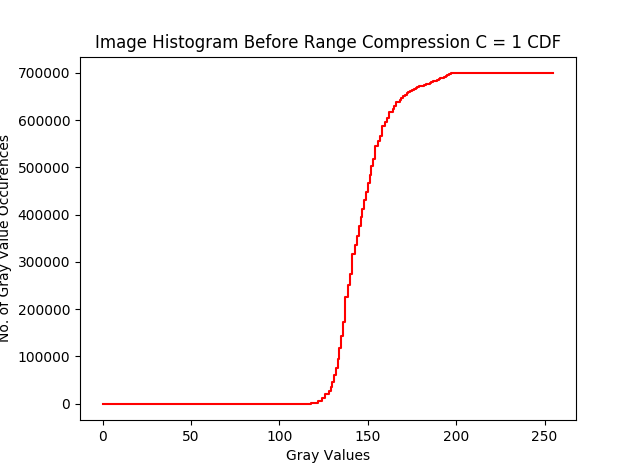 Image Histogram Before Range Compression C = 1 CDF
No. of Gray Value Occurences
700000
600000
500000
400000
300000
200000
100000
0
0 50 100 150 200 250
Gray Values